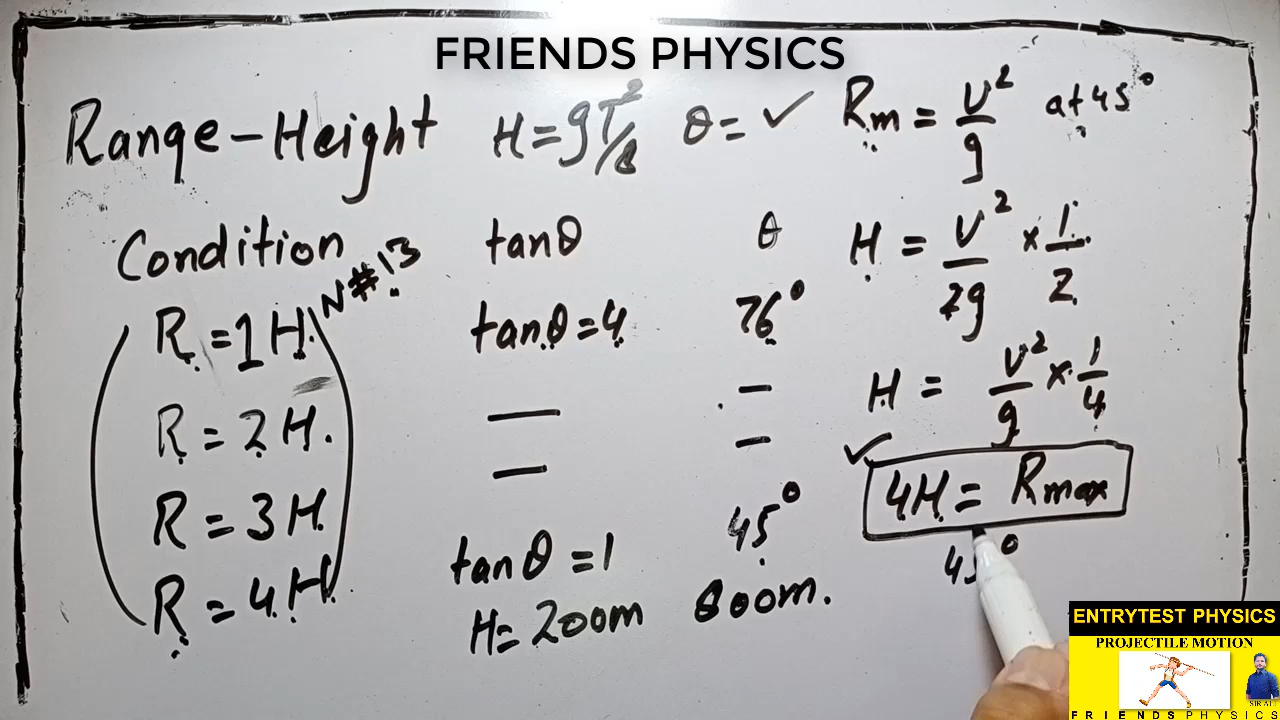 FRIENDS PHYSICS
Range-Height H=gT²/8 θ= ✓ Rm = V²/g at 45°
Condition tanθ θ H = V²/2g × 1/2
N#13
R = 1H. tanθ=4 76°
R = 2H. — — H = V²/g × 1/4
R = 3H — — 4H = Rmax
45°
R = 4H. tanθ=1 45°
H= 200m 800m.
ENTRYTEST PHYSICS
PROJECTILE MOTION
FRIENDS PHYSICS